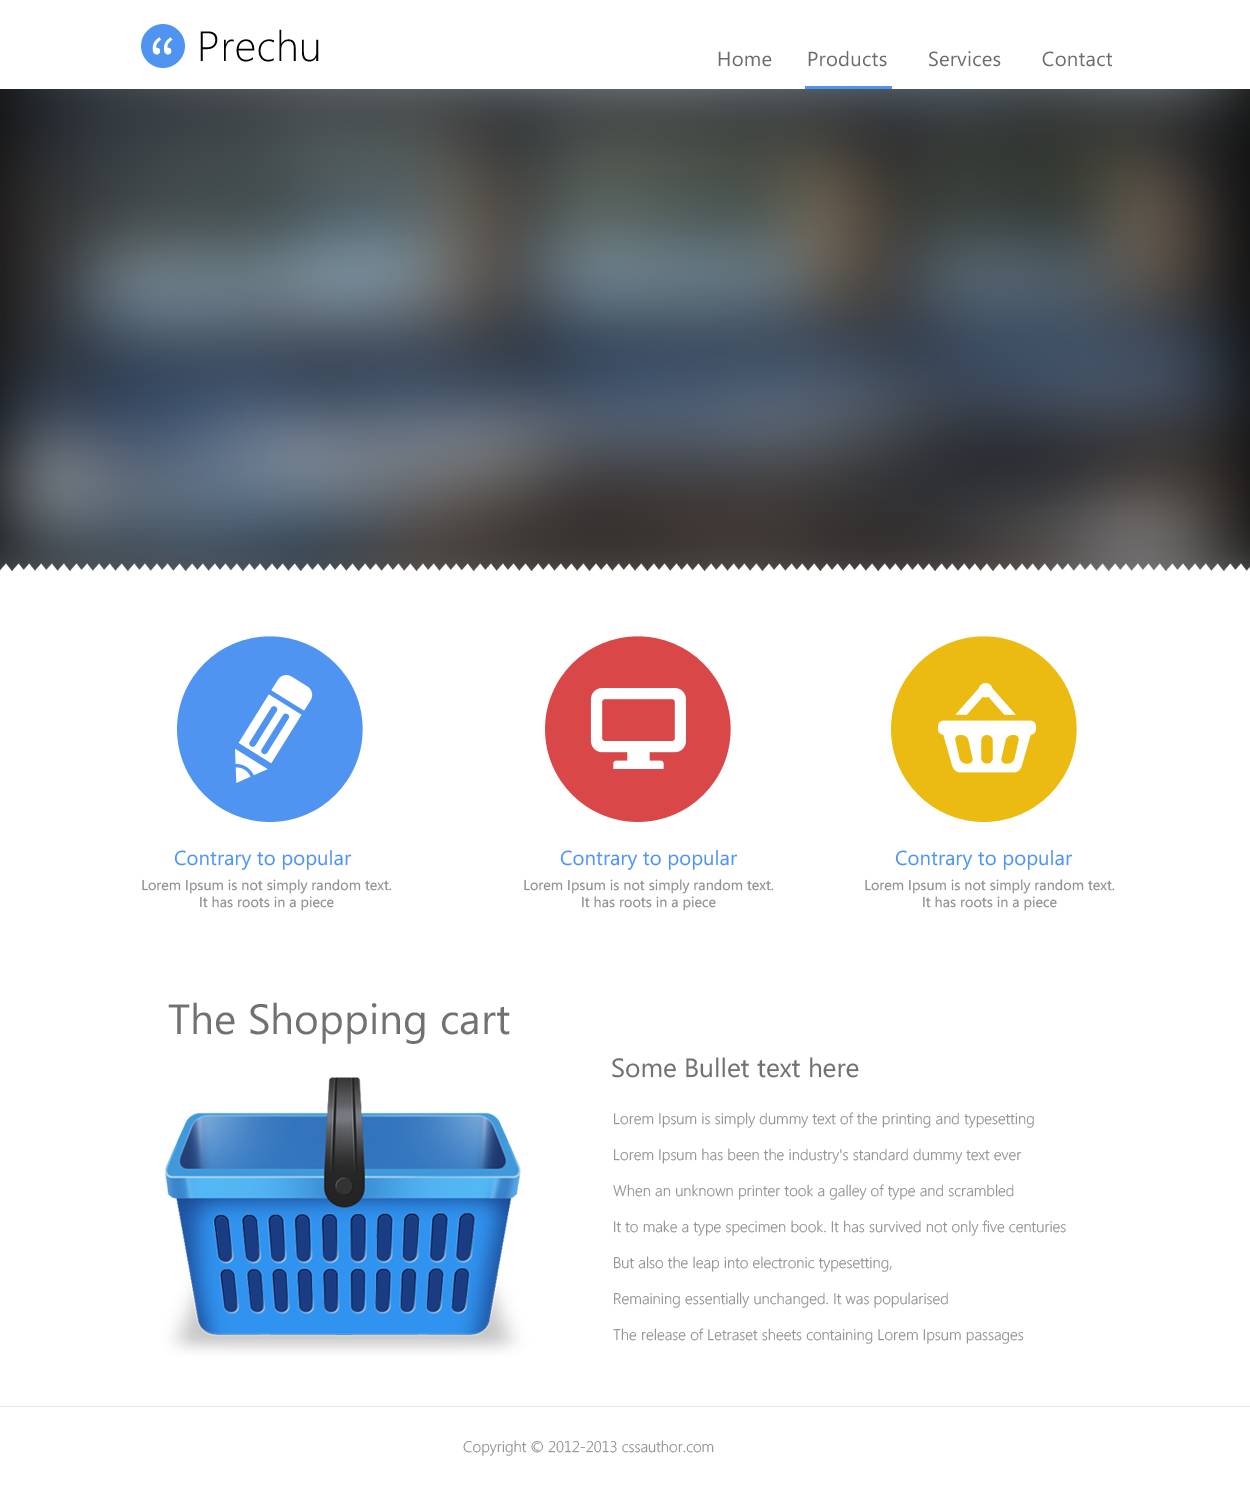 Prechu
Home Products Services Contact
Contrary to popular
Lorem Ipsum is not simply random text.
It has roots in a piece
Contrary to popular
Lorem Ipsum is not simply random text.
It has roots in a piece
Contrary to popular
Lorem Ipsum is not simply random text.
It has roots in a piece
The Shopping cart
Some Bullet text here
Lorem Ipsum is simply dummy text of the printing and typesetting
Lorem Ipsum has been the industry's standard dummy text ever
When an unknown printer took a galley of type and scrambled
It to make a type specimen book. It has survived not only five centuries
But also the leap into electronic typesetting,
Remaining essentially unchanged. It was popularised
The release of Letraset sheets containing Lorem Ipsum passages
Copyright © 2012-2013 cssauthor.com